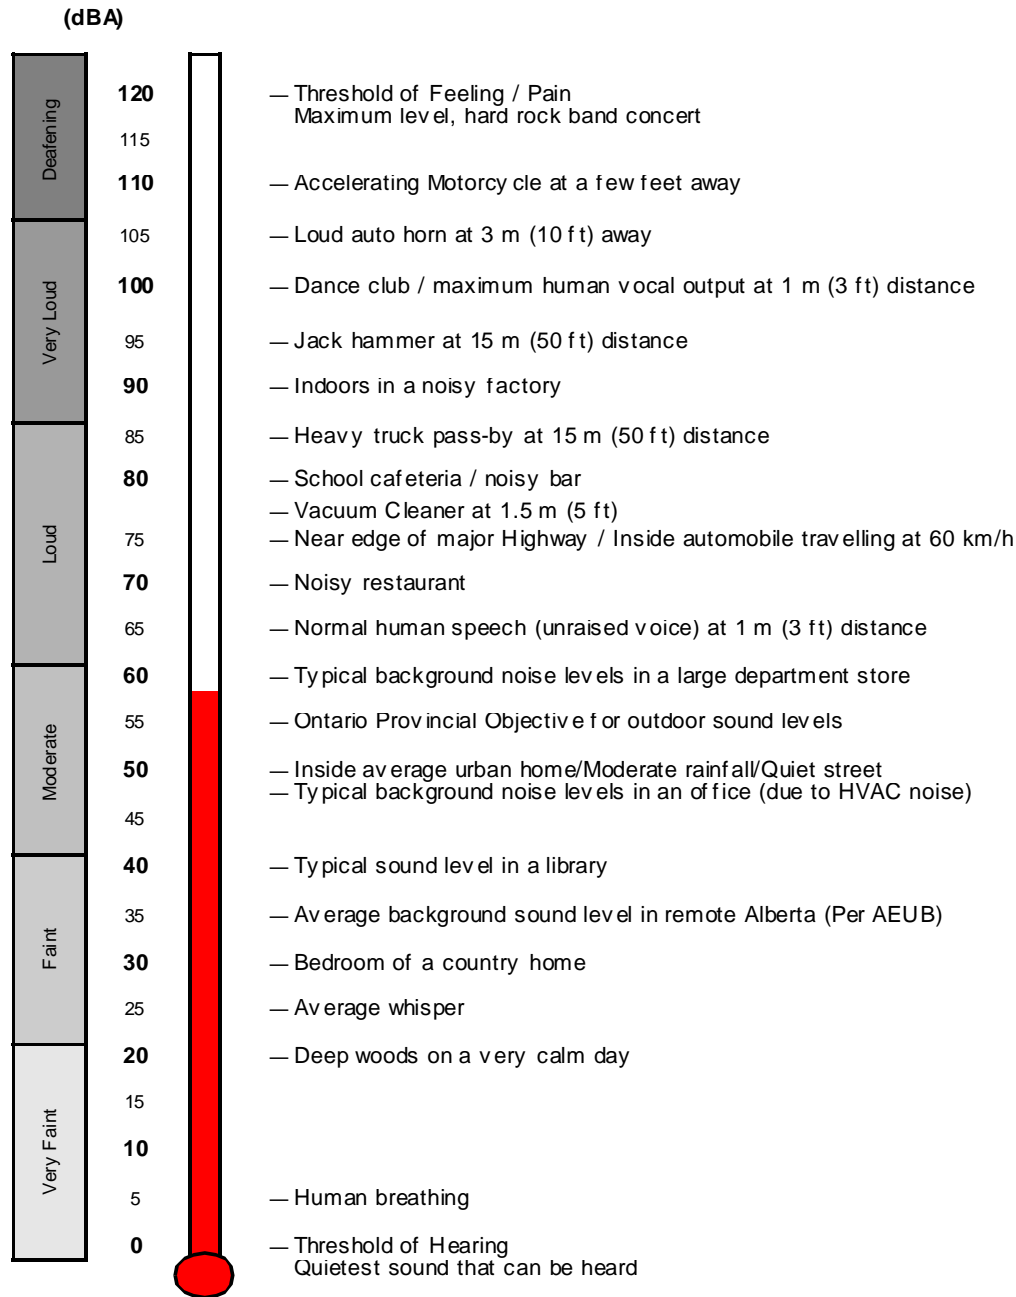 (dBA)
Deafening
120 — Threshold of Feeling / Pain
Maximum level, hard rock band concert
115
110 — Accelerating Motorcycle at a few feet away
Very Loud
105 — Loud auto horn at 3 m (10 ft) away
100 — Dance club / maximum human vocal output at 1 m (3 ft) distance
95 — Jack hammer at 15 m (50 ft) distance
90 — Indoors in a noisy factory
Loud
85 — Heavy truck pass-by at 15 m (50 ft) distance
80 — School cafeteria / noisy bar
— Vacuum Cleaner at 1.5 m (5 ft)
75 — Near edge of major Highway / Inside automobile travelling at 60 km/h
70 — Noisy restaurant
65 — Normal human speech (unraised voice) at 1 m (3 ft) distance
Moderate
60 — Typical background noise levels in a large department store
55 — Ontario Provincial Objective for outdoor sound levels
50 — Inside average urban home/Moderate rainfall/Quiet street
— Typical background noise levels in an office (due to HVAC noise)
45
Faint
40 — Typical sound level in a library
35 — Average background sound level in remote Alberta (Per AEUB)
30 — Bedroom of a country home
25 — Average whisper
Very Faint
20 — Deep woods on a very calm day
15
10
5 — Human breathing
0 — Threshold of Hearing
Quietest sound that can be heard